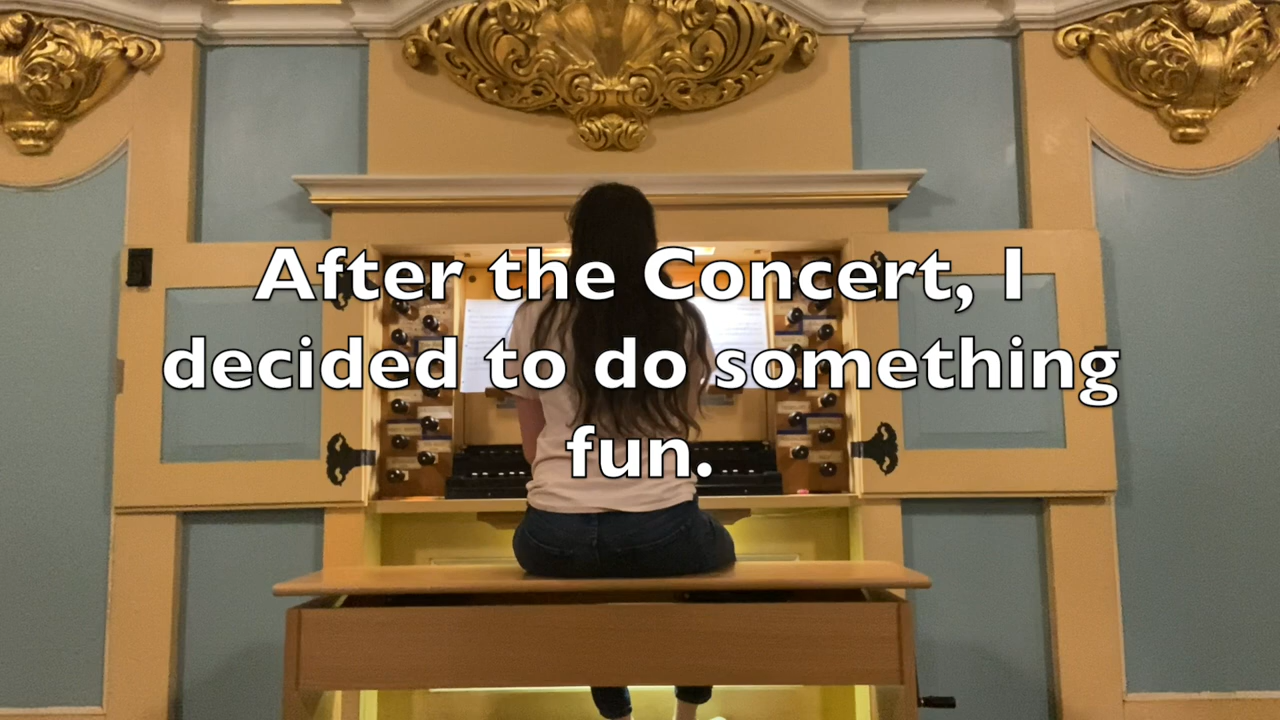 After the Concert, I
decided to do something
fun.